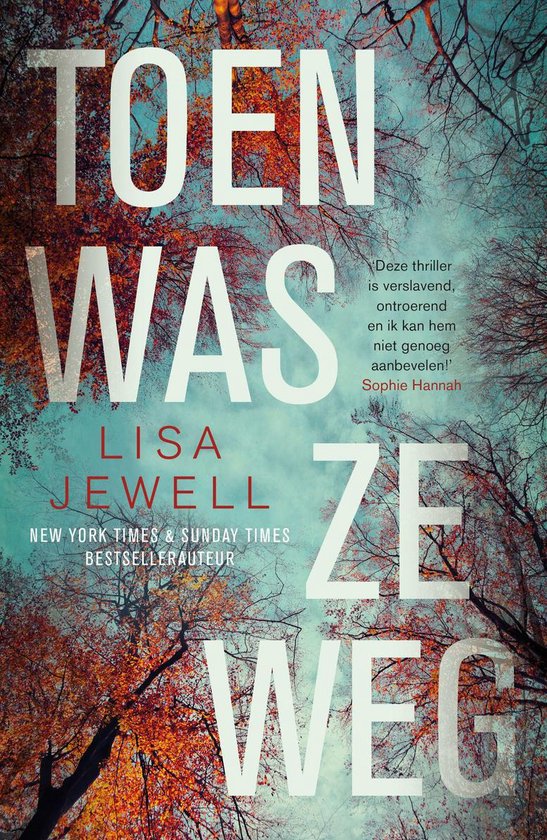 TOEN
WAS
‘Deze thriller
is verslavend,
ontroerend
en ik kan hem
niet genoeg
aanbevelen!’
Sophie Hannah
LISA
JEWELL
NEW YORK TIMES & SUNDAY TIMES
BESTSELLERAUTEUR
ZE
WEG